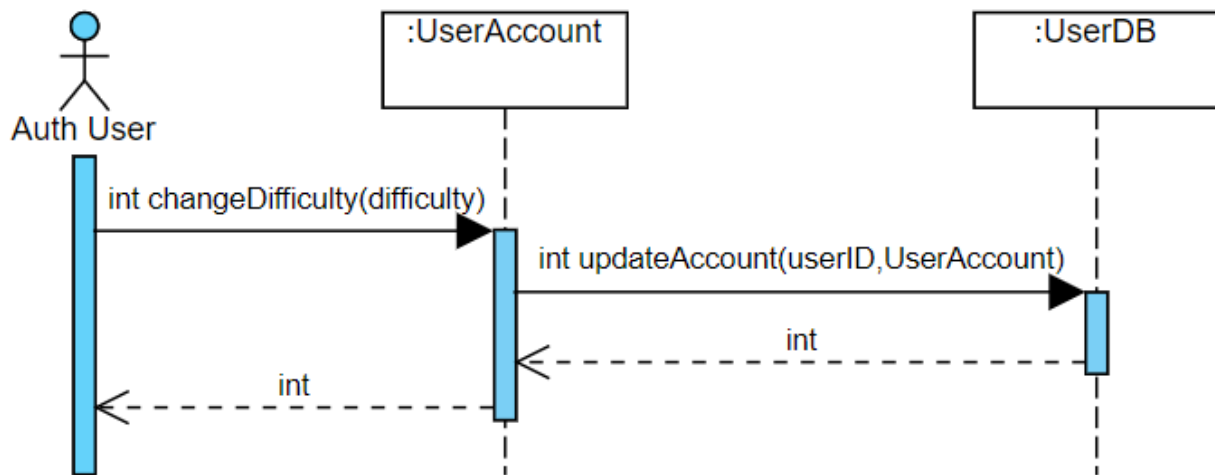 :UserAccount
:UserDB
Auth User
int changeDifficulty(difficulty)
int updateAccount(userID,UserAccount)
int
int